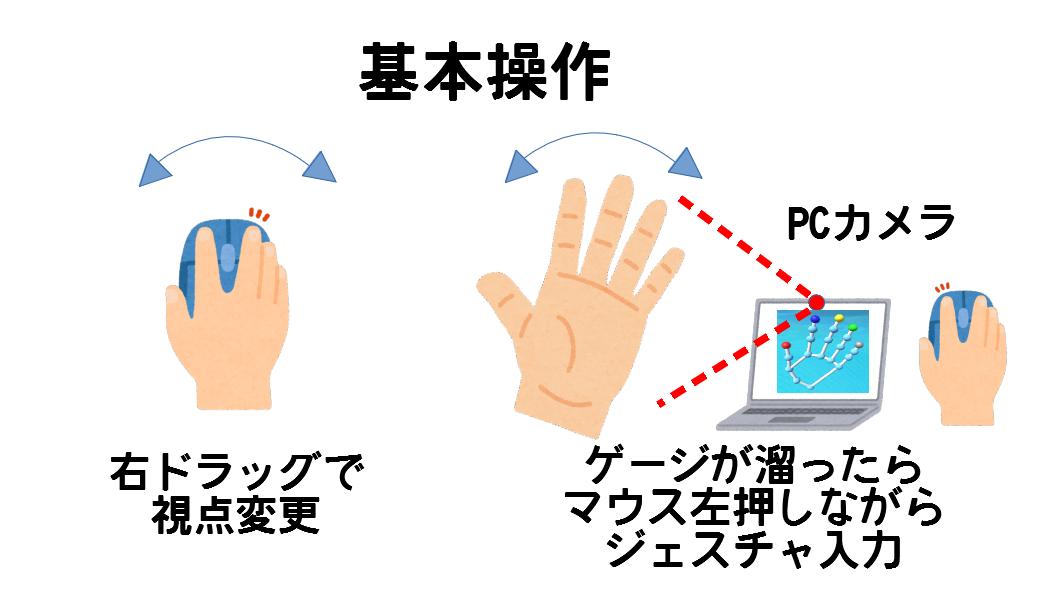 基本操作
PCカメラ
右ドラッグで
視点変更
ゲージが溜ったら
マウス左押しながら
ジェスチャ入力